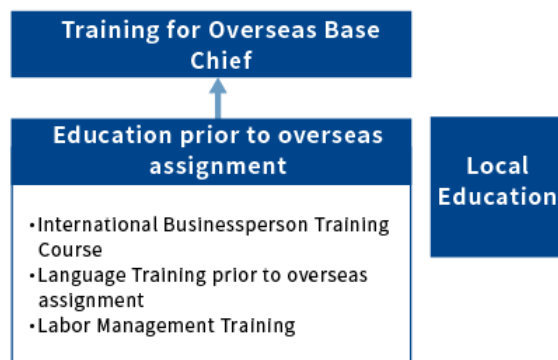 Training for Overseas Base
Chief
Education prior to overseas
assignment
・International Businessperson Training
Course
・Language Training prior to overseas
assignment
・Labor Management Training
Local
Education